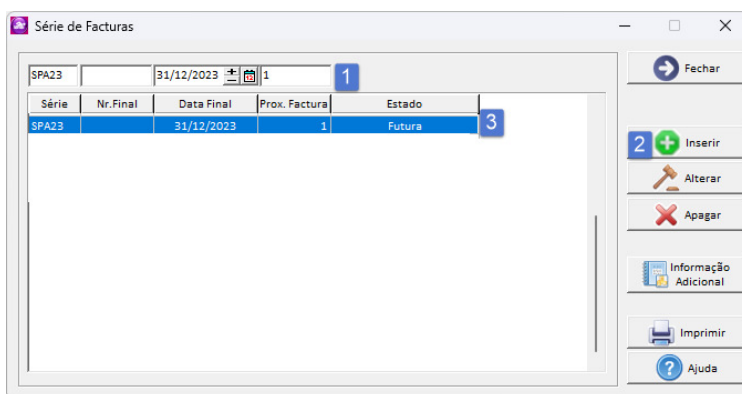 Série de Facturas
SPA23 31/12/2023 1 1
Série Nr.Final Data Final Prox. Factura Estado
SPA23 31/12/2023 1 Futura 3
Fechar
2 Inserir
Alterar
Apagar
Informação
Adicional
Imprimir
? Ajuda